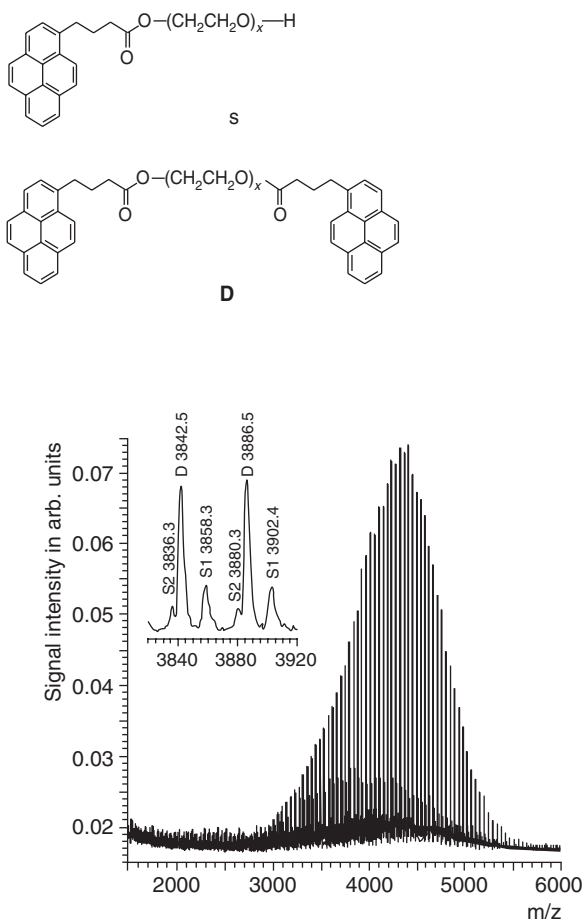 O—(CH₂CH₂O)ₓ—H
O
S
O—(CH₂CH₂O)ₓ
O
O
D
Signal intensity in arb. units
0.07
0.06
0.05
0.04
0.03
0.02
S2 3836.3
D 3842.5
S1 3858.3
S2 3880.3
D 3886.5
S1 3902.4
3840
3880
3920
2000
3000
4000
5000
6000
m/z